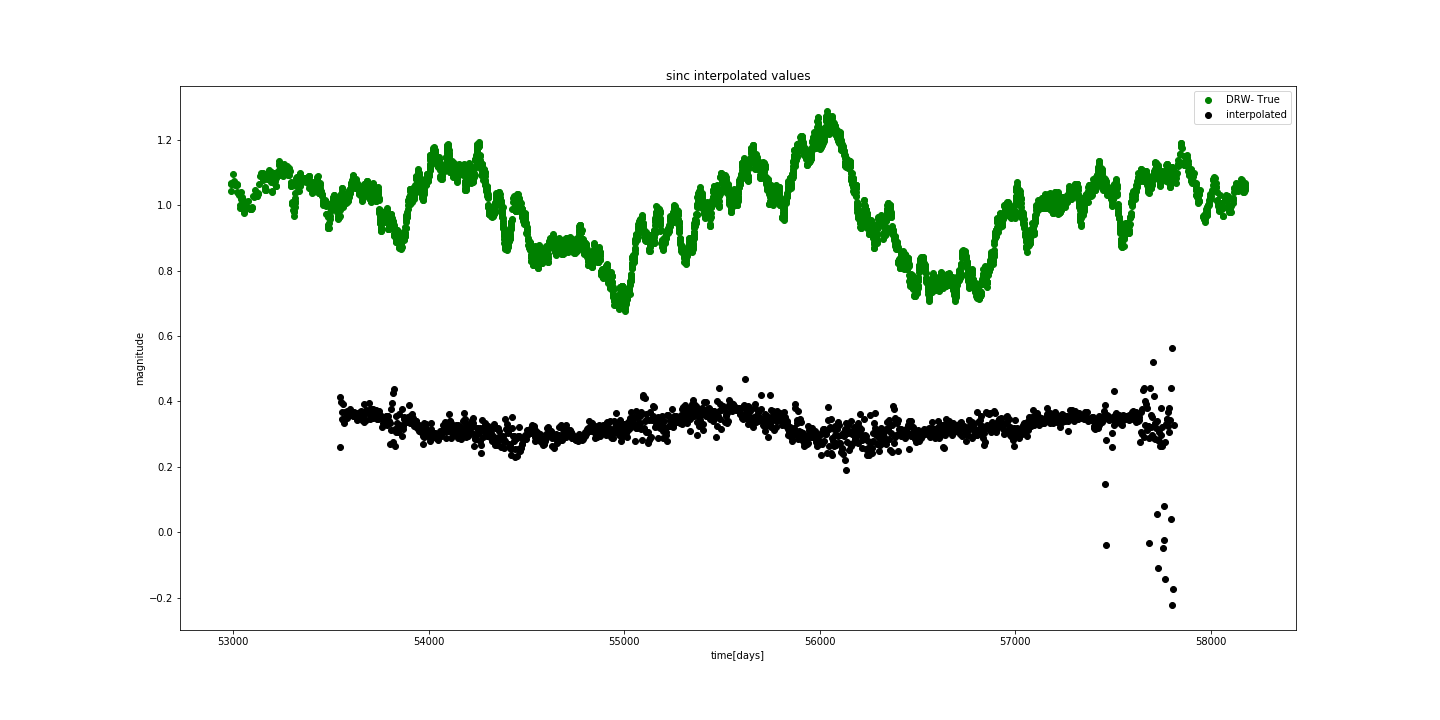 sinc interpolated values
DRW- True
interpolated
1.2
1.0
0.8
0.6
0.4
0.2
0.0
−0.2
magnitude
53000 54000 55000 56000 57000 58000
time[days]